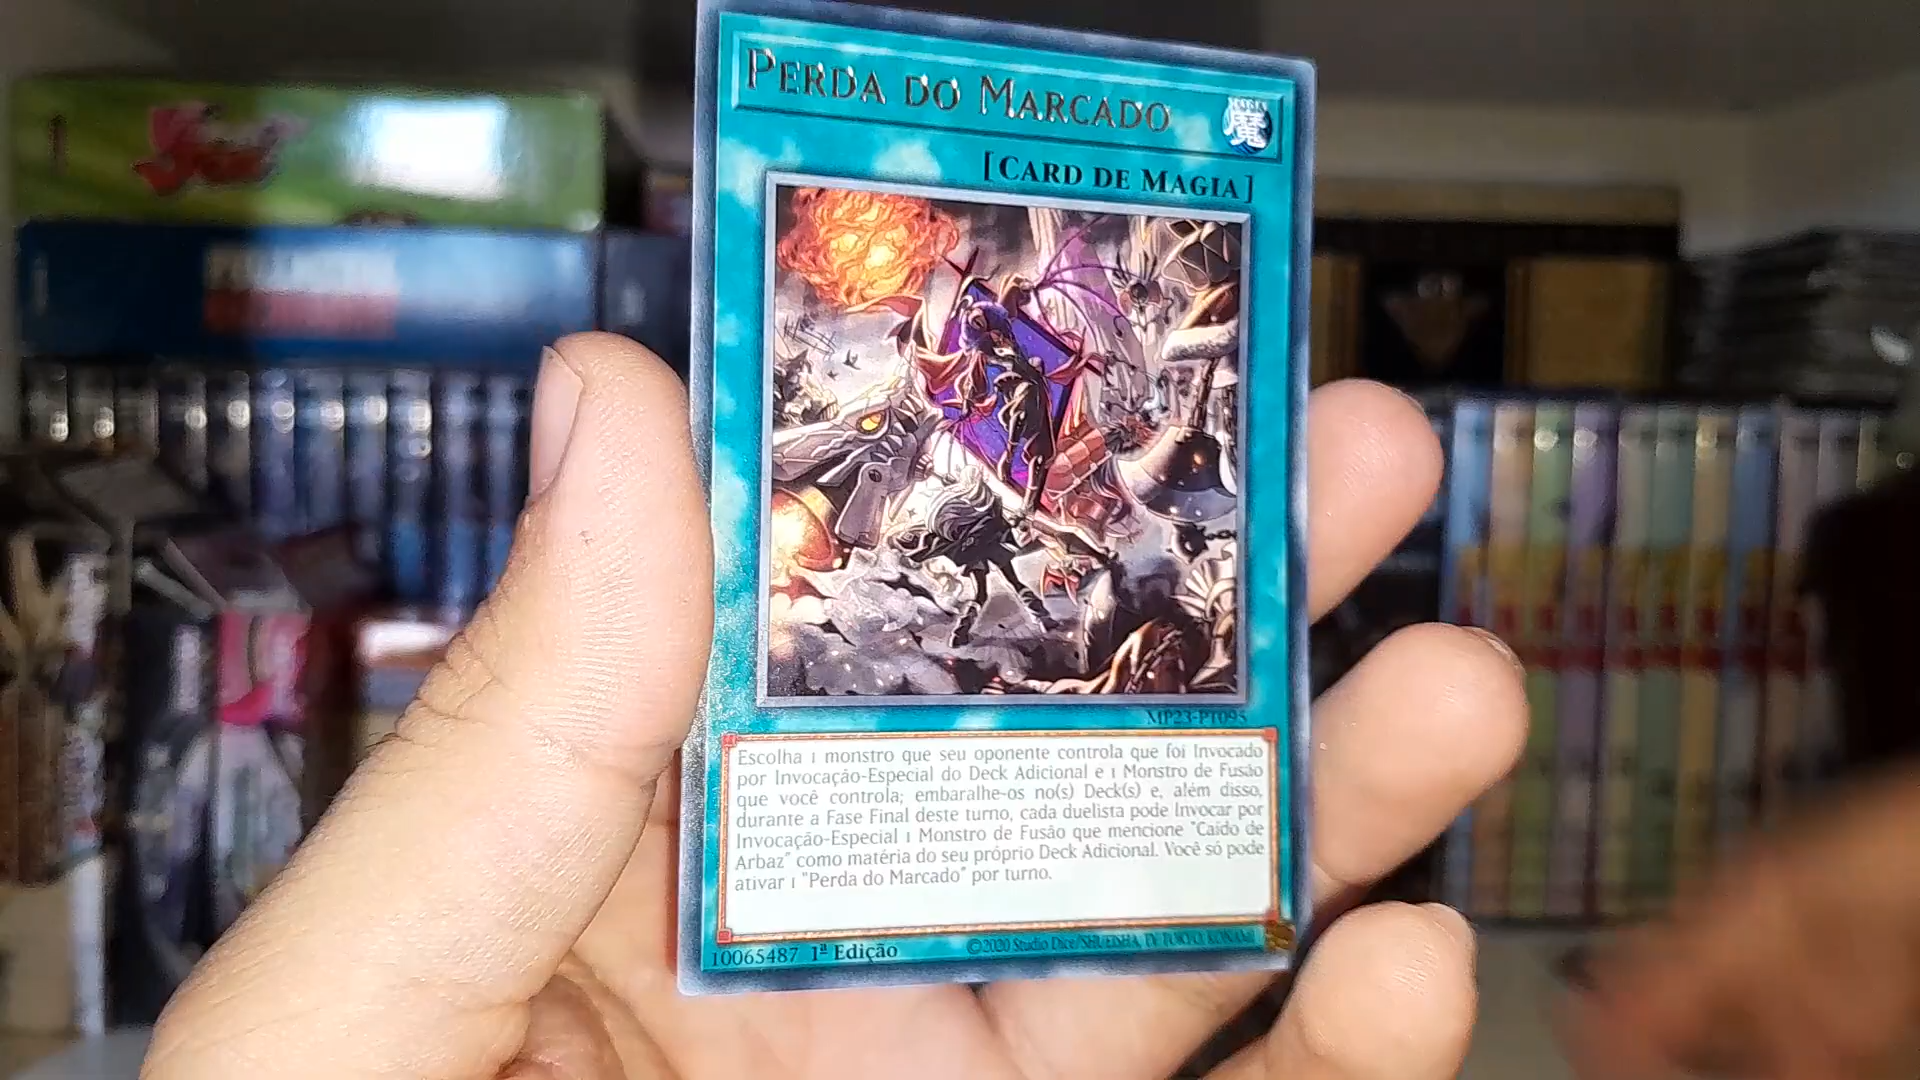 PERDA DO MARCADO
魔
[CARD DE MAGIA]
MP23-PT095
Escolha 1 monstro que seu oponente controla que foi Invocado
por Invocação-Especial do Deck Adicional e 1 Monstro de Fusão
que você controla; embaralhe-os no(s) Deck(s) e, além disso,
durante a Fase Final deste turno, cada duelista pode Invocar por
Invocação-Especial 1 Monstro de Fusão que mencione "Caído de
Arbaz" como matéria do seu próprio Deck Adicional. Você só pode
ativar 1 "Perda do Marcado" por turno.
10065487 1ª Edição
©2020 Studio Dice/SHUEISHA, TV TOKYO, KONAMI
FULLMETAL